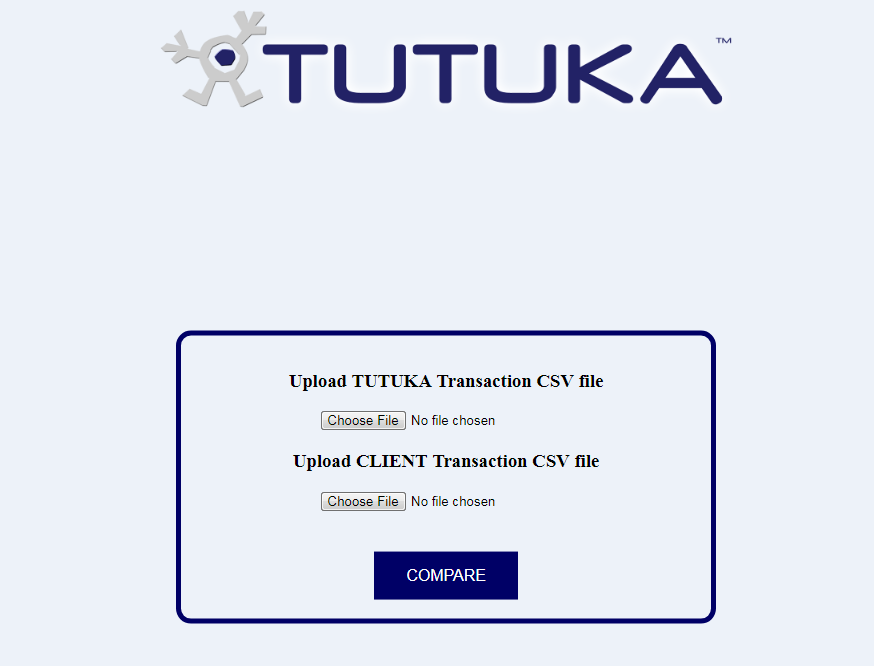 TUTUKA™
Upload TUTUKA Transaction CSV file
Choose File No file chosen
Upload CLIENT Transaction CSV file
Choose File No file chosen
COMPARE